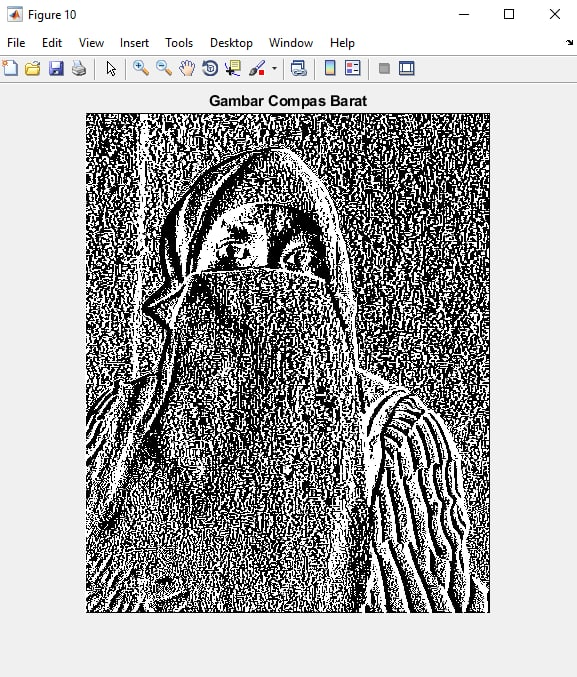 Figure 10
File Edit View Insert Tools Desktop Window Help
Gambar Compas Barat